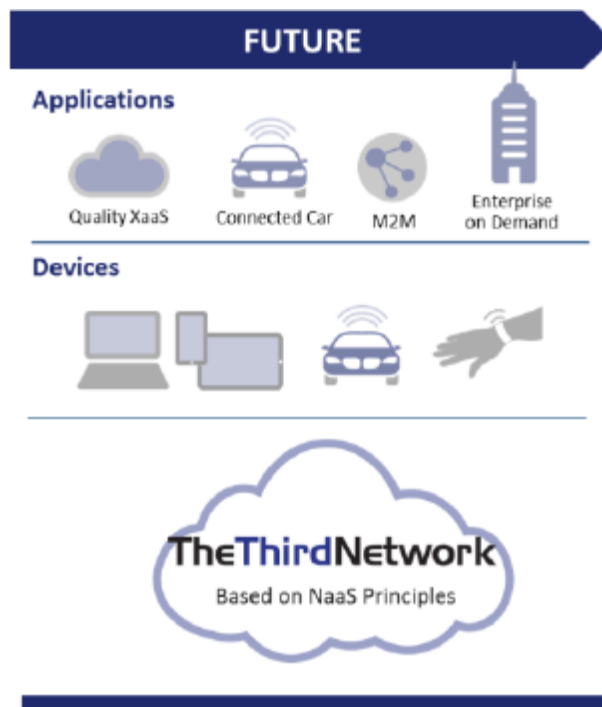 FUTURE
Applications
Quality XaaS
Connected Car
M2M
Enterprise
on Demand
Devices
TheThirdNetwork
Based on NaaS Principles